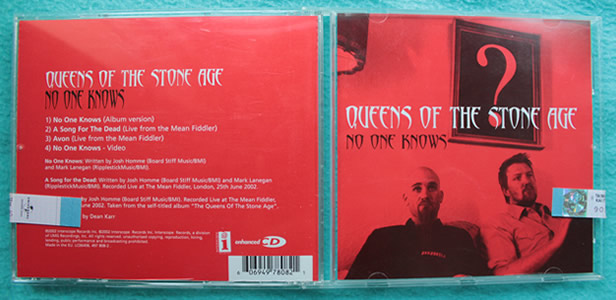 QUEENS OF THE STONE AGE
NO ONE KNOWS
1) No One Knows (Album version)
2) A Song For The Dead (Live from the Mean Fiddler)
3) Avon (Live from the Mean Fiddler)
4) No One Knows - Video
No One Knows: Written by Josh Homme (Board Stiff Music/BMI)
and Mark Lanegan (RipplestickMusic/BMI).
A Song for the Dead: Written by Josh Homme (Board Stiff Music/BMI) and Mark Lanegan
(RipplestickMusic/BMI). Recorded Live at The Mean Fiddler, London, 25th June 2002.
Josh Homme (Board Stiff Music/BMI). Recorded Live at The Mean Fiddler,
June 2002. Taken from the self-titled album "The Queens Of The Stone Age".
by Dean Karr
enhanced CD
6 06949 78082
?
QUEENS OF THE STONE AGE
NO ONE KNOWS